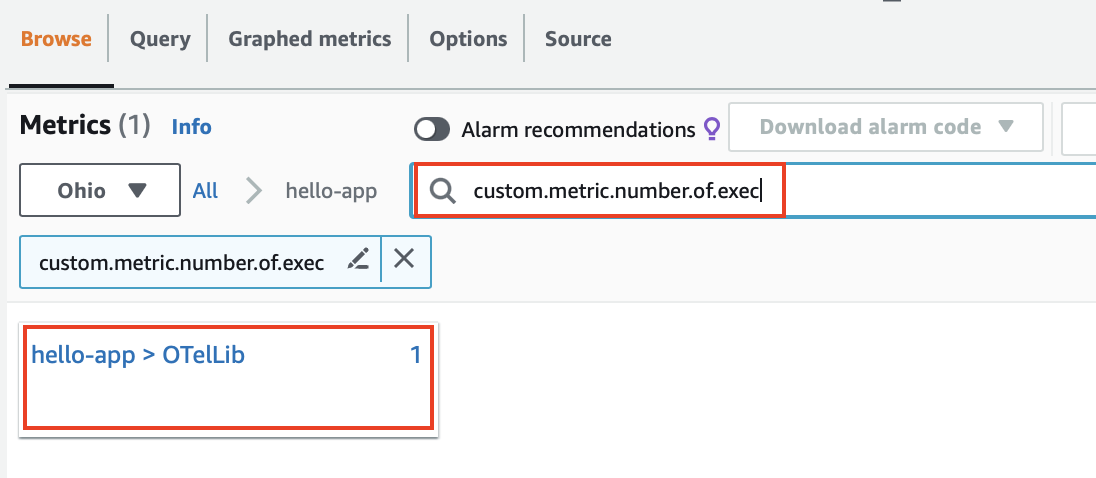 Browse Query Graphed metrics Options Source
Metrics (1) Info Alarm recommendations Download alarm code
Ohio All hello-app custom.metric.number.of.exec
custom.metric.number.of.exec
hello-app > OTelLib 1